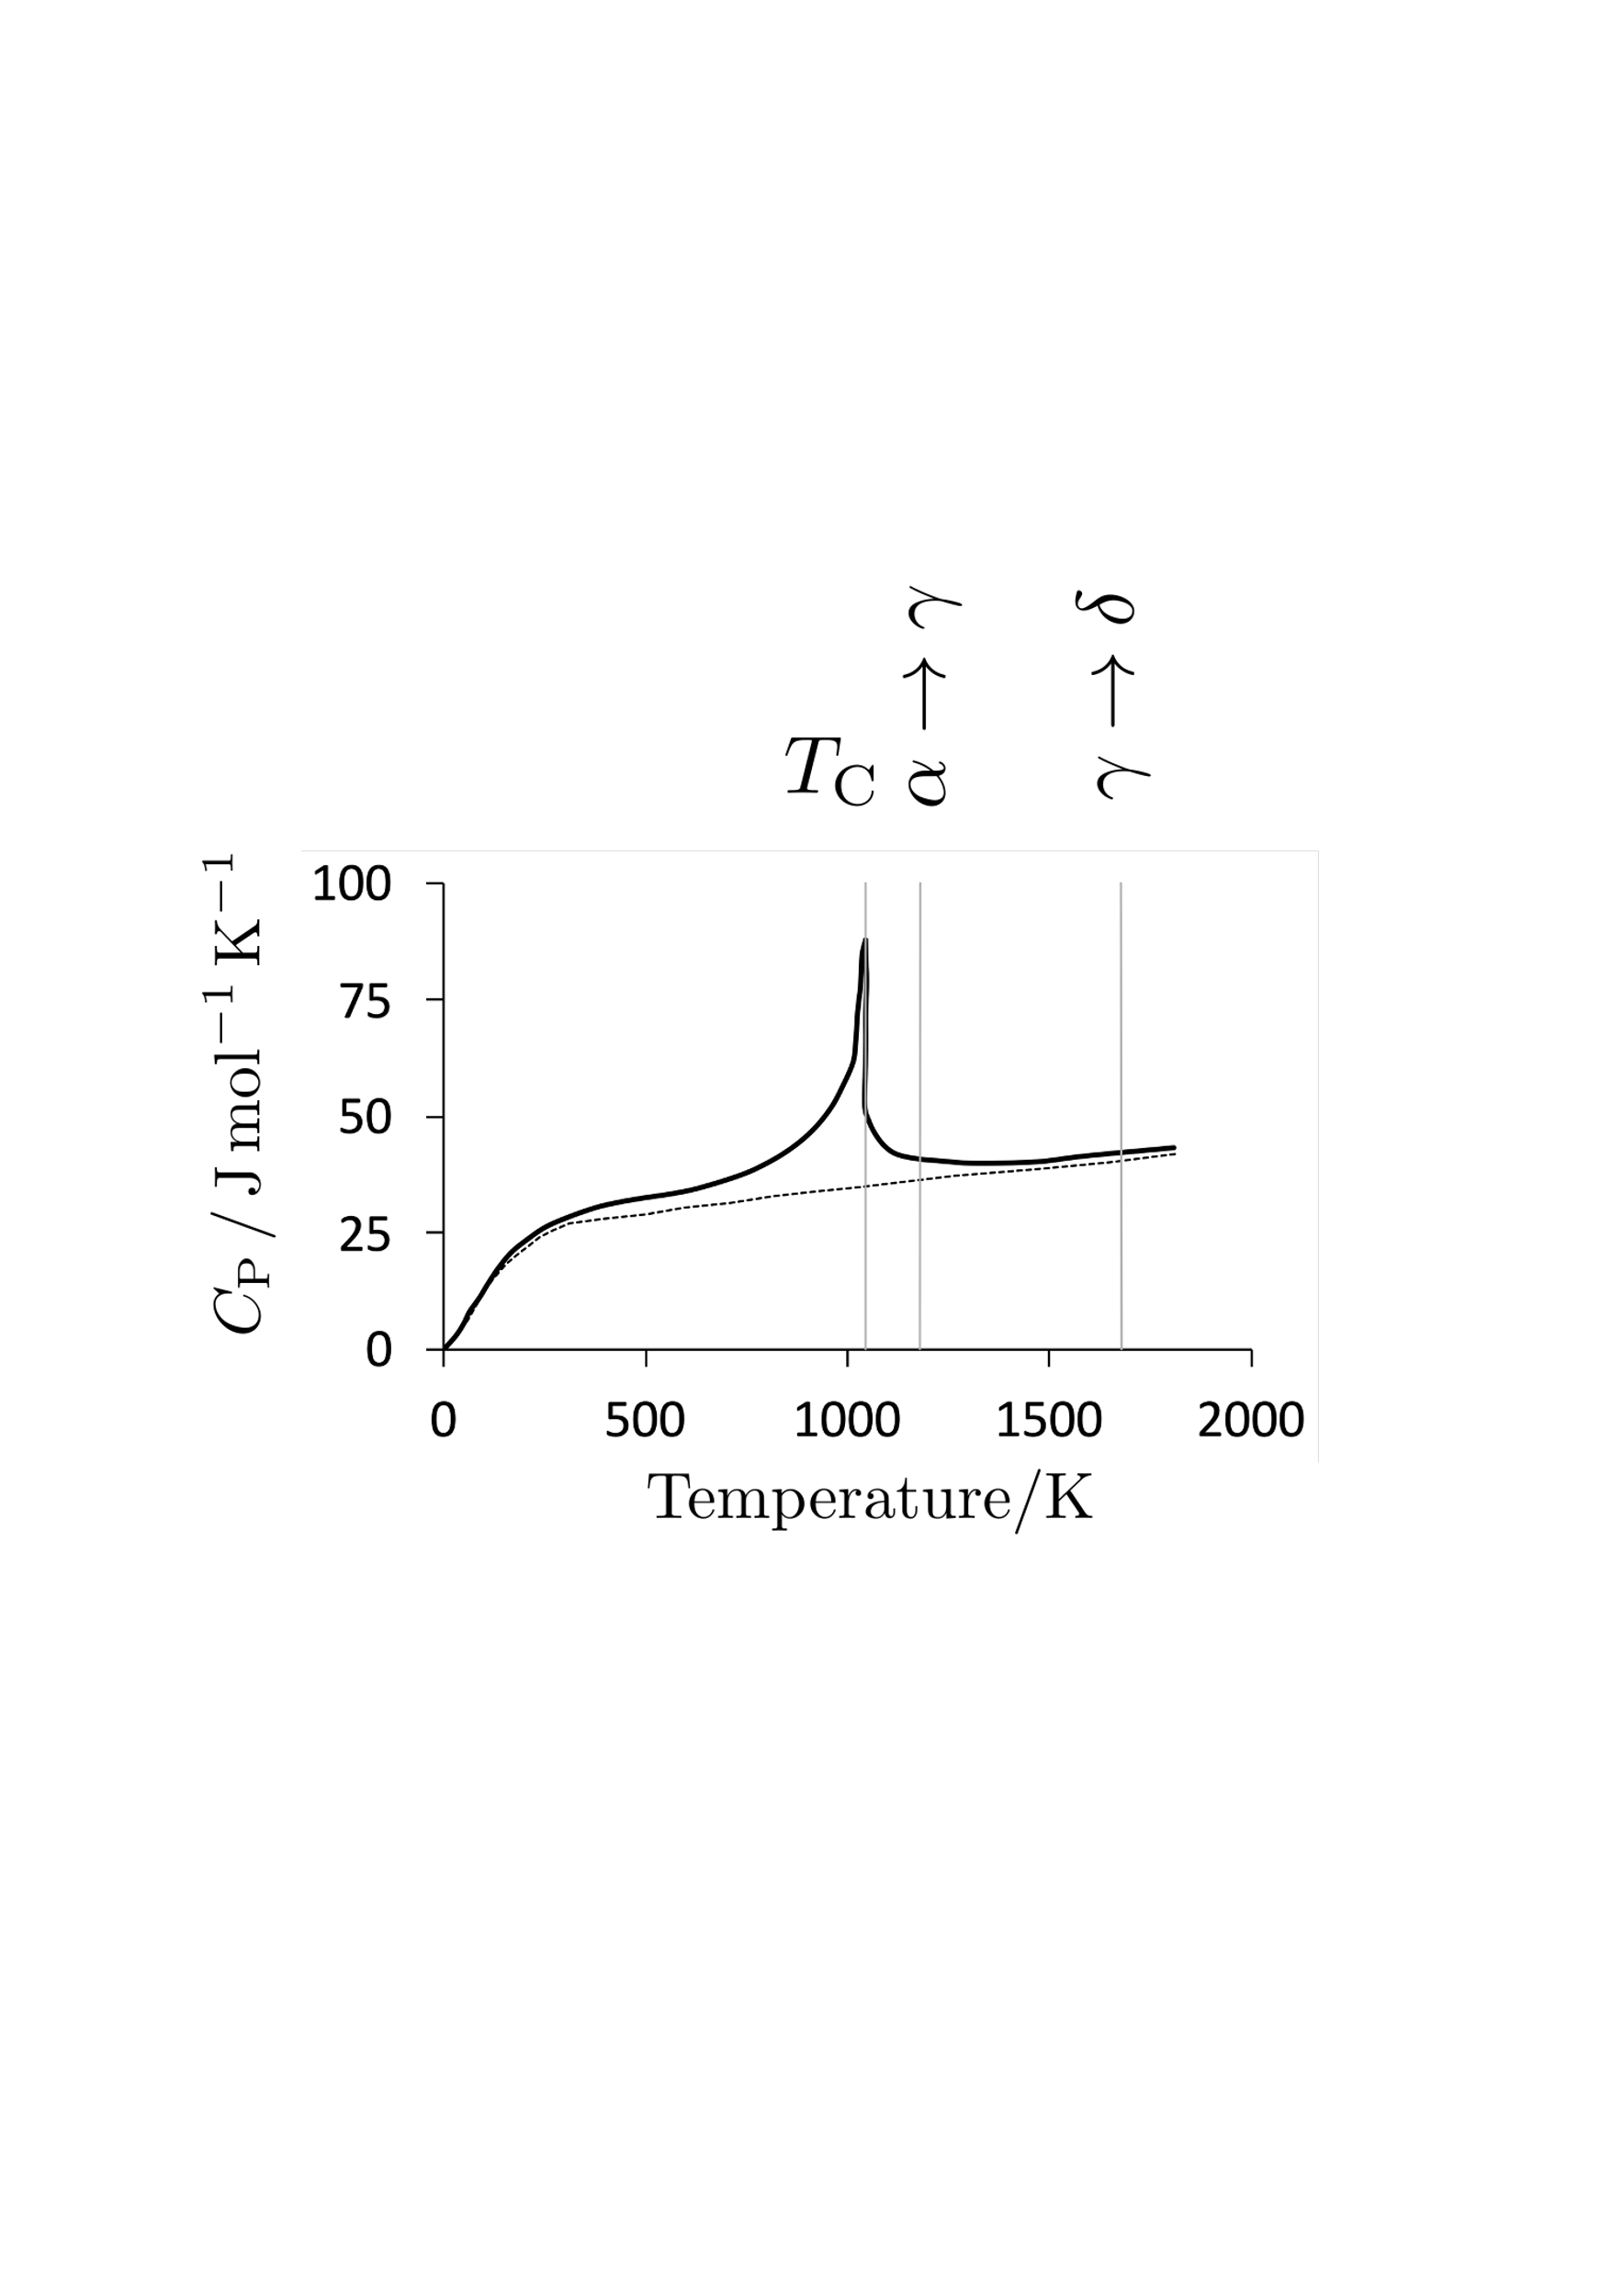 T_C
α → γ
γ → δ
C_P / J mol⁻¹ K⁻¹
100
75
50
25
0
0 500 1000 1500 2000
Temperature/K